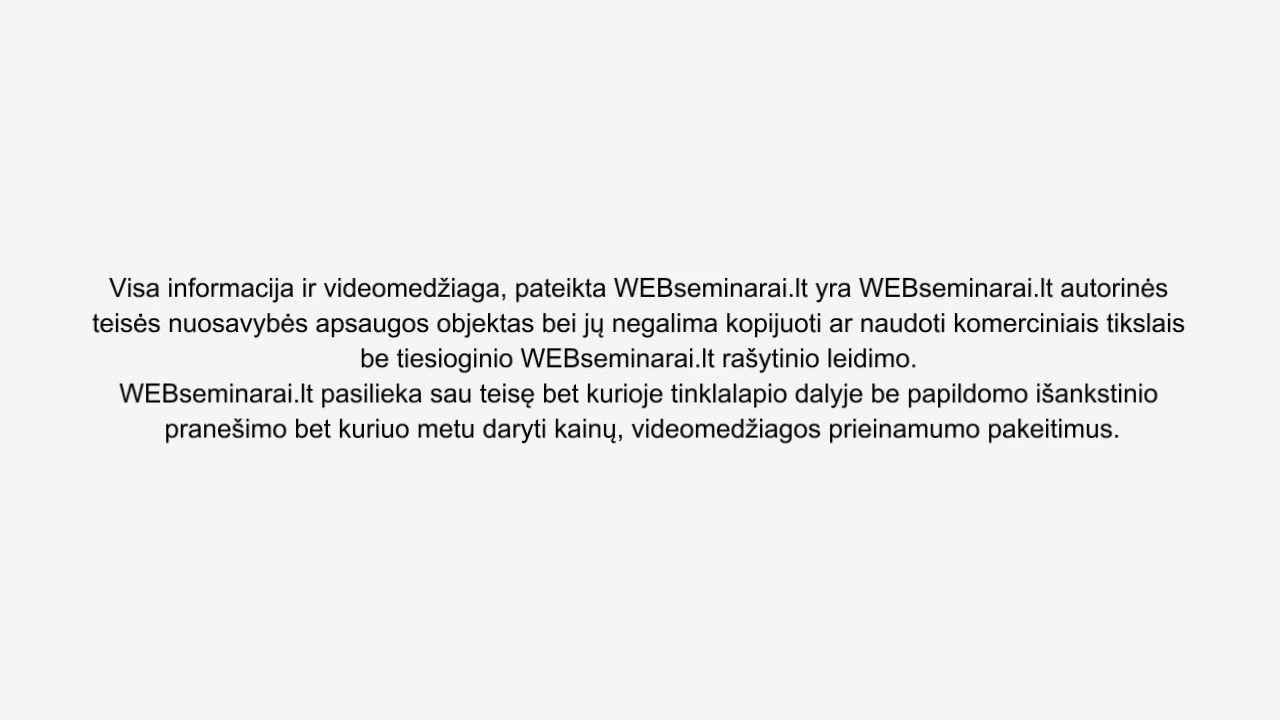 Visa informacija ir videomedžiaga, pateikta WEBseminarai.lt yra WEBseminarai.lt autorinės
teisės nuosavybės apsaugos objektas bei jų negalima kopijuoti ar naudoti komerciniais tikslais
be tiesioginio WEBseminarai.lt rašytinio leidimo.
WEBseminarai.lt pasilieka sau teisę bet kurioje tinklalapio dalyje be papildomo išankstinio
pranešimo bet kuriuo metu daryti kainų, videomedžiagos prieinamumo pakeitimus.